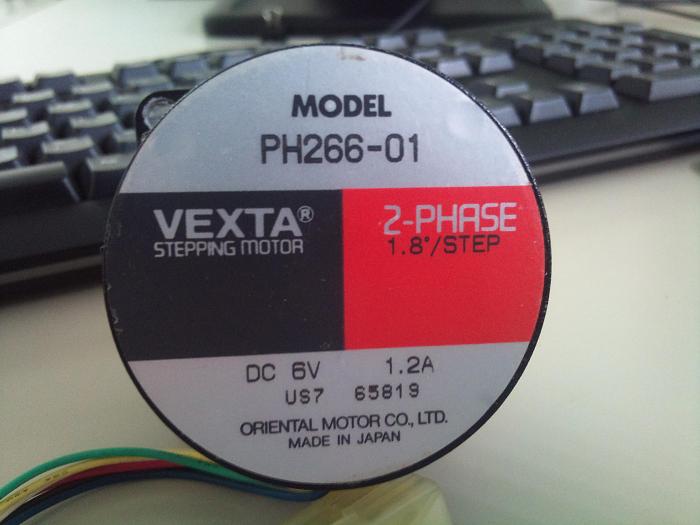 MODEL
PH266-01
VEXTA®
STEPPING MOTOR
2-PHASE
1.8°/STEP
DC 6V 1.2A
US7 65819
ORIENTAL MOTOR CO., LTD.
MADE IN JAPAN